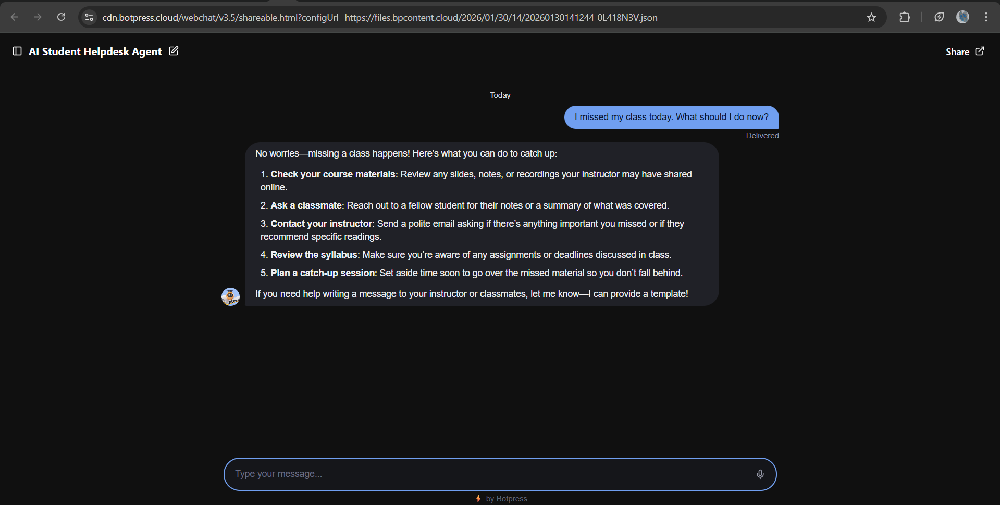 cdn.botpress.cloud/webchat/v3.5/shareable.html?configUrl=https://files.bpcontent.cloud/2026/01/30/14/20260130141244-0L418N3V.json
AI Student Helpdesk Agent
Share
Today
I missed my class today. What should I do now?
Delivered
No worries—missing a class happens! Here’s what you can do to catch up:
1. Check your course materials: Review any slides, notes, or recordings your instructor may have shared
online.
2. Ask a classmate: Reach out to a fellow student for their notes or a summary of what was covered.
3. Contact your instructor: Send a polite email asking if there’s anything important you missed or if they
recommend specific readings.
4. Review the syllabus: Make sure you’re aware of any assignments or deadlines discussed in class.
5. Plan a catch-up session: Set aside time soon to go over the missed material so you don’t fall behind.
If you need help writing a message to your instructor or classmates, let me know—I can provide a template!
Type your message...
by Botpress